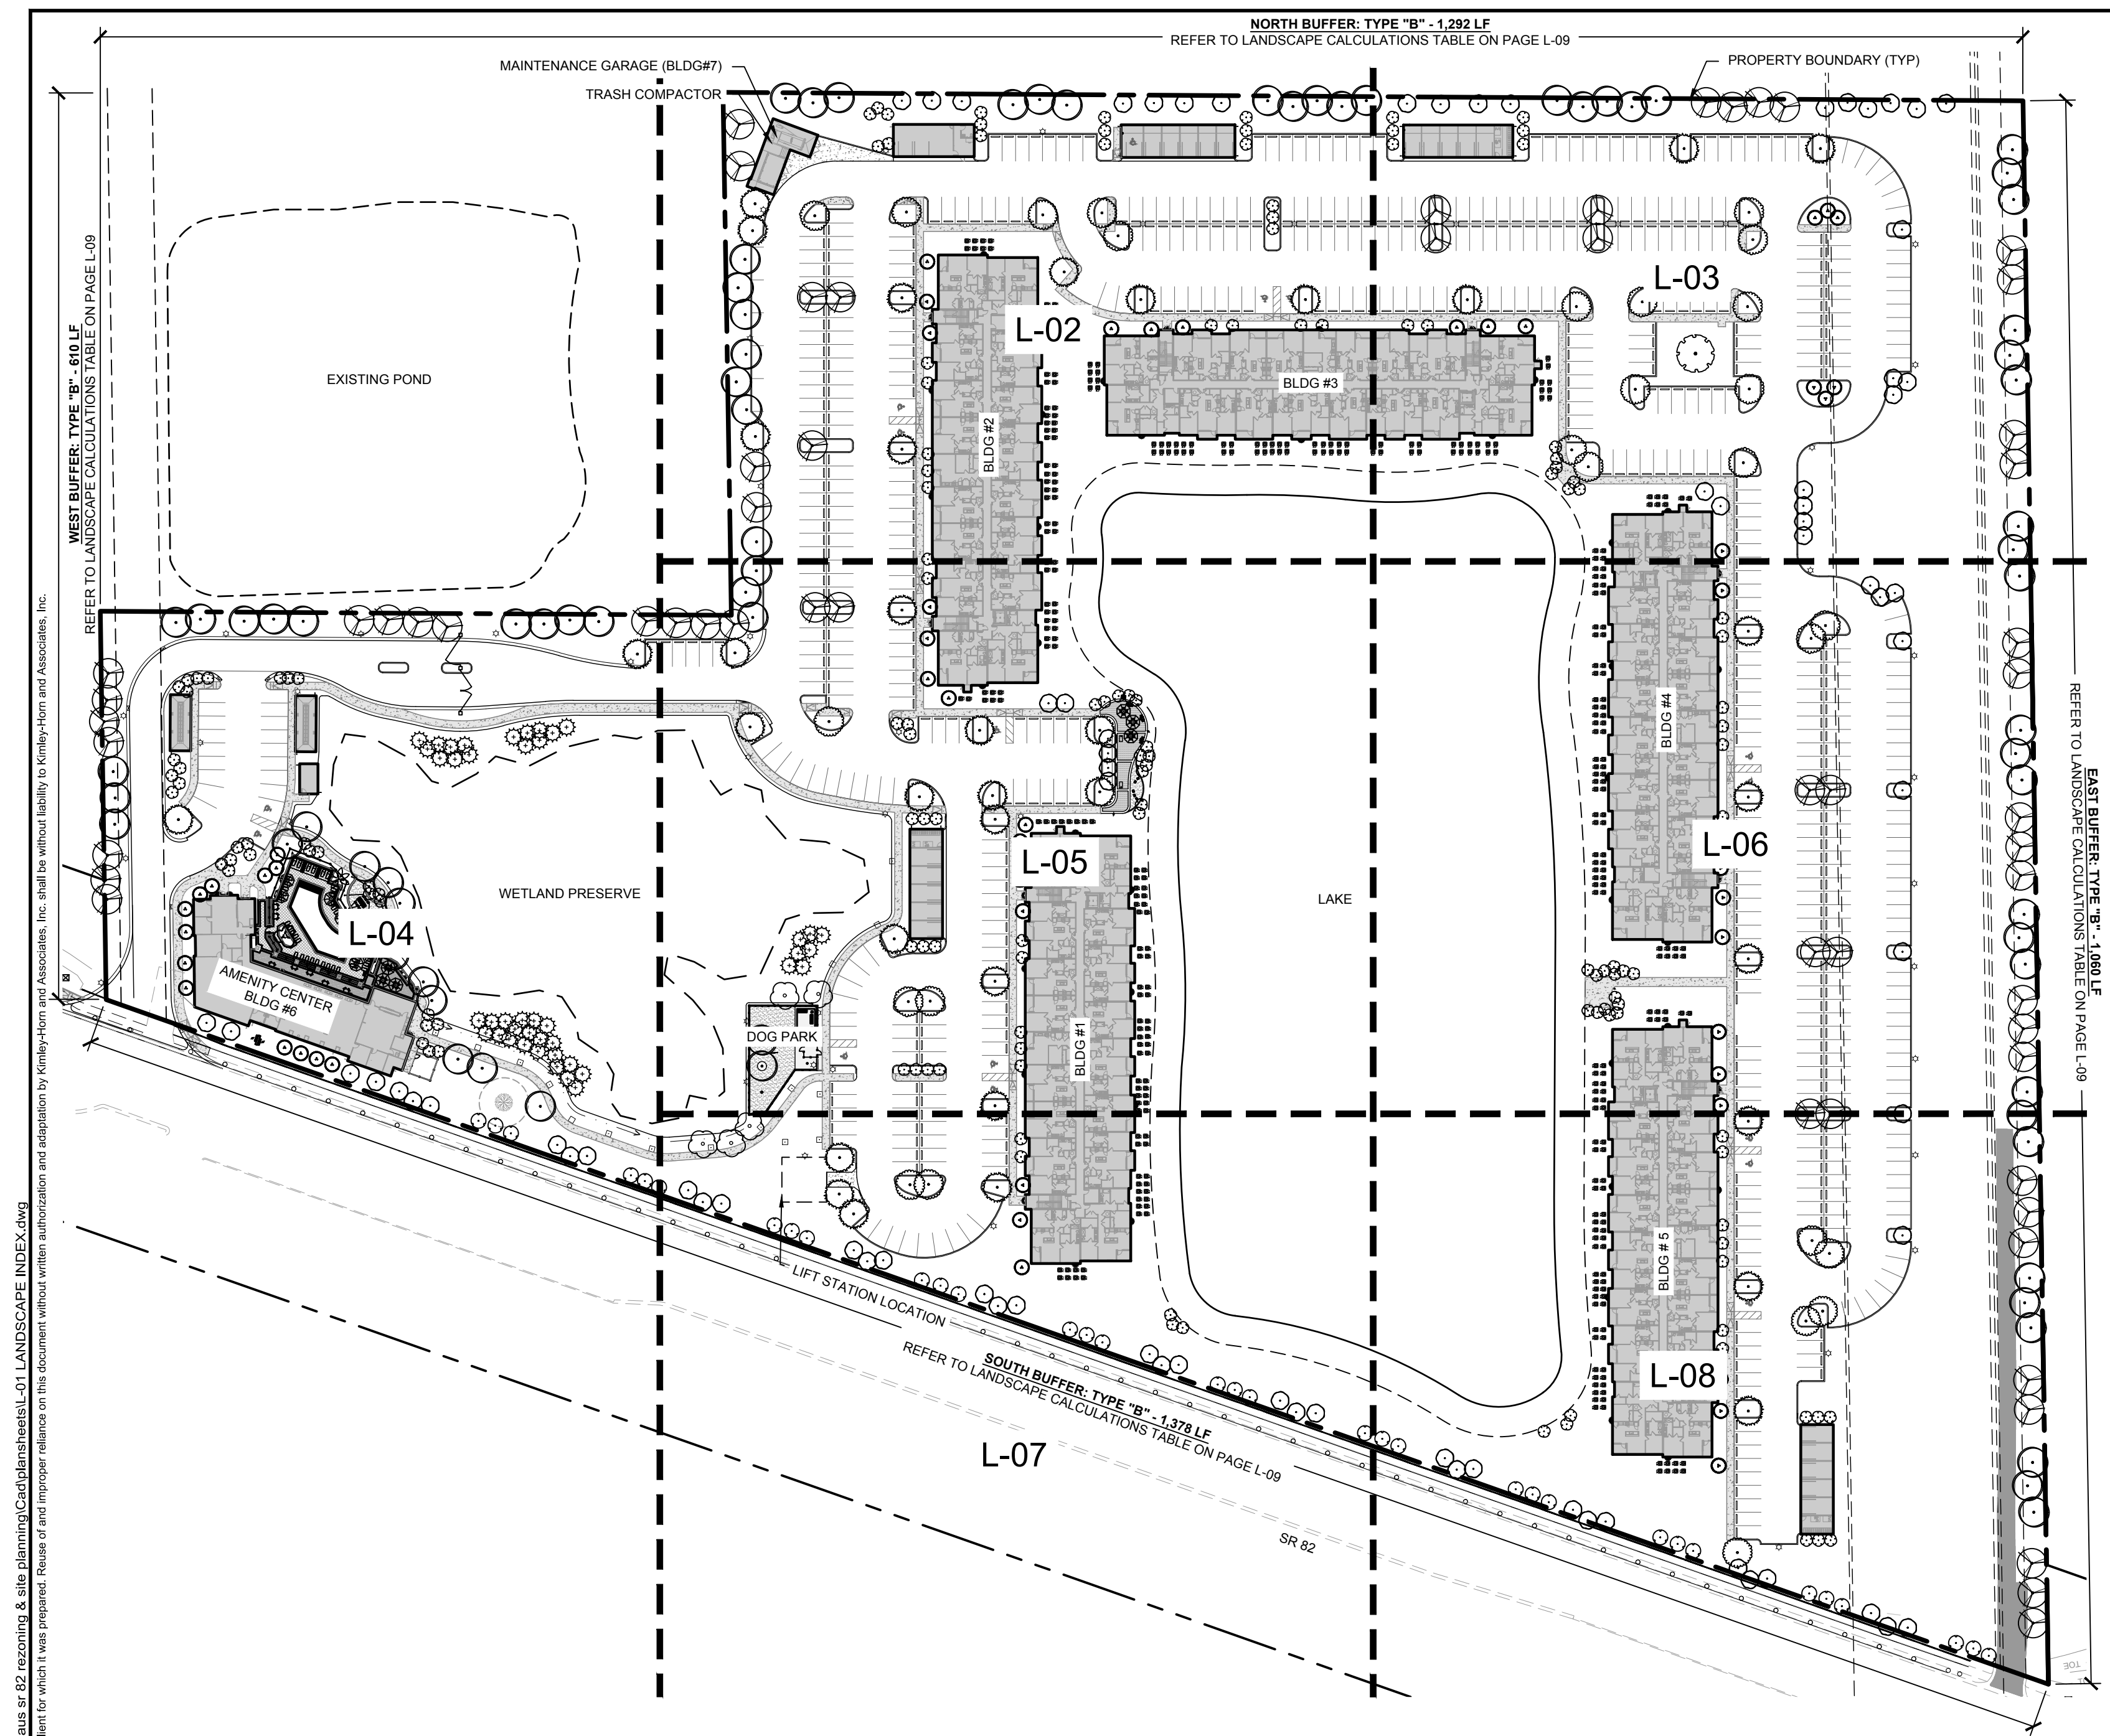 NORTH BUFFER: TYPE "B" - 1,292 LF
REFER TO LANDSCAPE CALCULATIONS TABLE ON PAGE L-09
MAINTENANCE GARAGE (BLDG#7)
TRASH COMPACTOR
PROPERTY BOUNDARY (TYP)
WEST BUFFER: TYPE "B" - 610 LF
REFER TO LANDSCAPE CALCULATIONS TABLE ON PAGE L-09
EXISTING POND
L-02
L-03
BLDG #2
BLDG #3
BLDG #4
L-05
L-06
LAKE
WETLAND PRESERVE
L-04
AMENITY CENTER
BLDG #6
DOG PARK
BLDG #1
EAST BUFFER: TYPE "B" - 1,060 LF
REFER TO LANDSCAPE CALCULATIONS TABLE ON PAGE L-09
BLDG # 5
LIFT STATION LOCATION
SOUTH BUFFER: TYPE "B" - 1,378 LF
REFER TO LANDSCAPE CALCULATIONS TABLE ON PAGE L-09
L-07
L-08
SR 82
TOE
aus sr 82 rezoning & site planning\Cad\plansheets\L-01 LANDSCAPE INDEX.dwg
lient for which it was prepared. Reuse of and improper reliance on this document without written authorization and adaptation by Kimley-Horn and Associates, Inc. shall be without liability to Kimley-Horn and Associates, Inc.